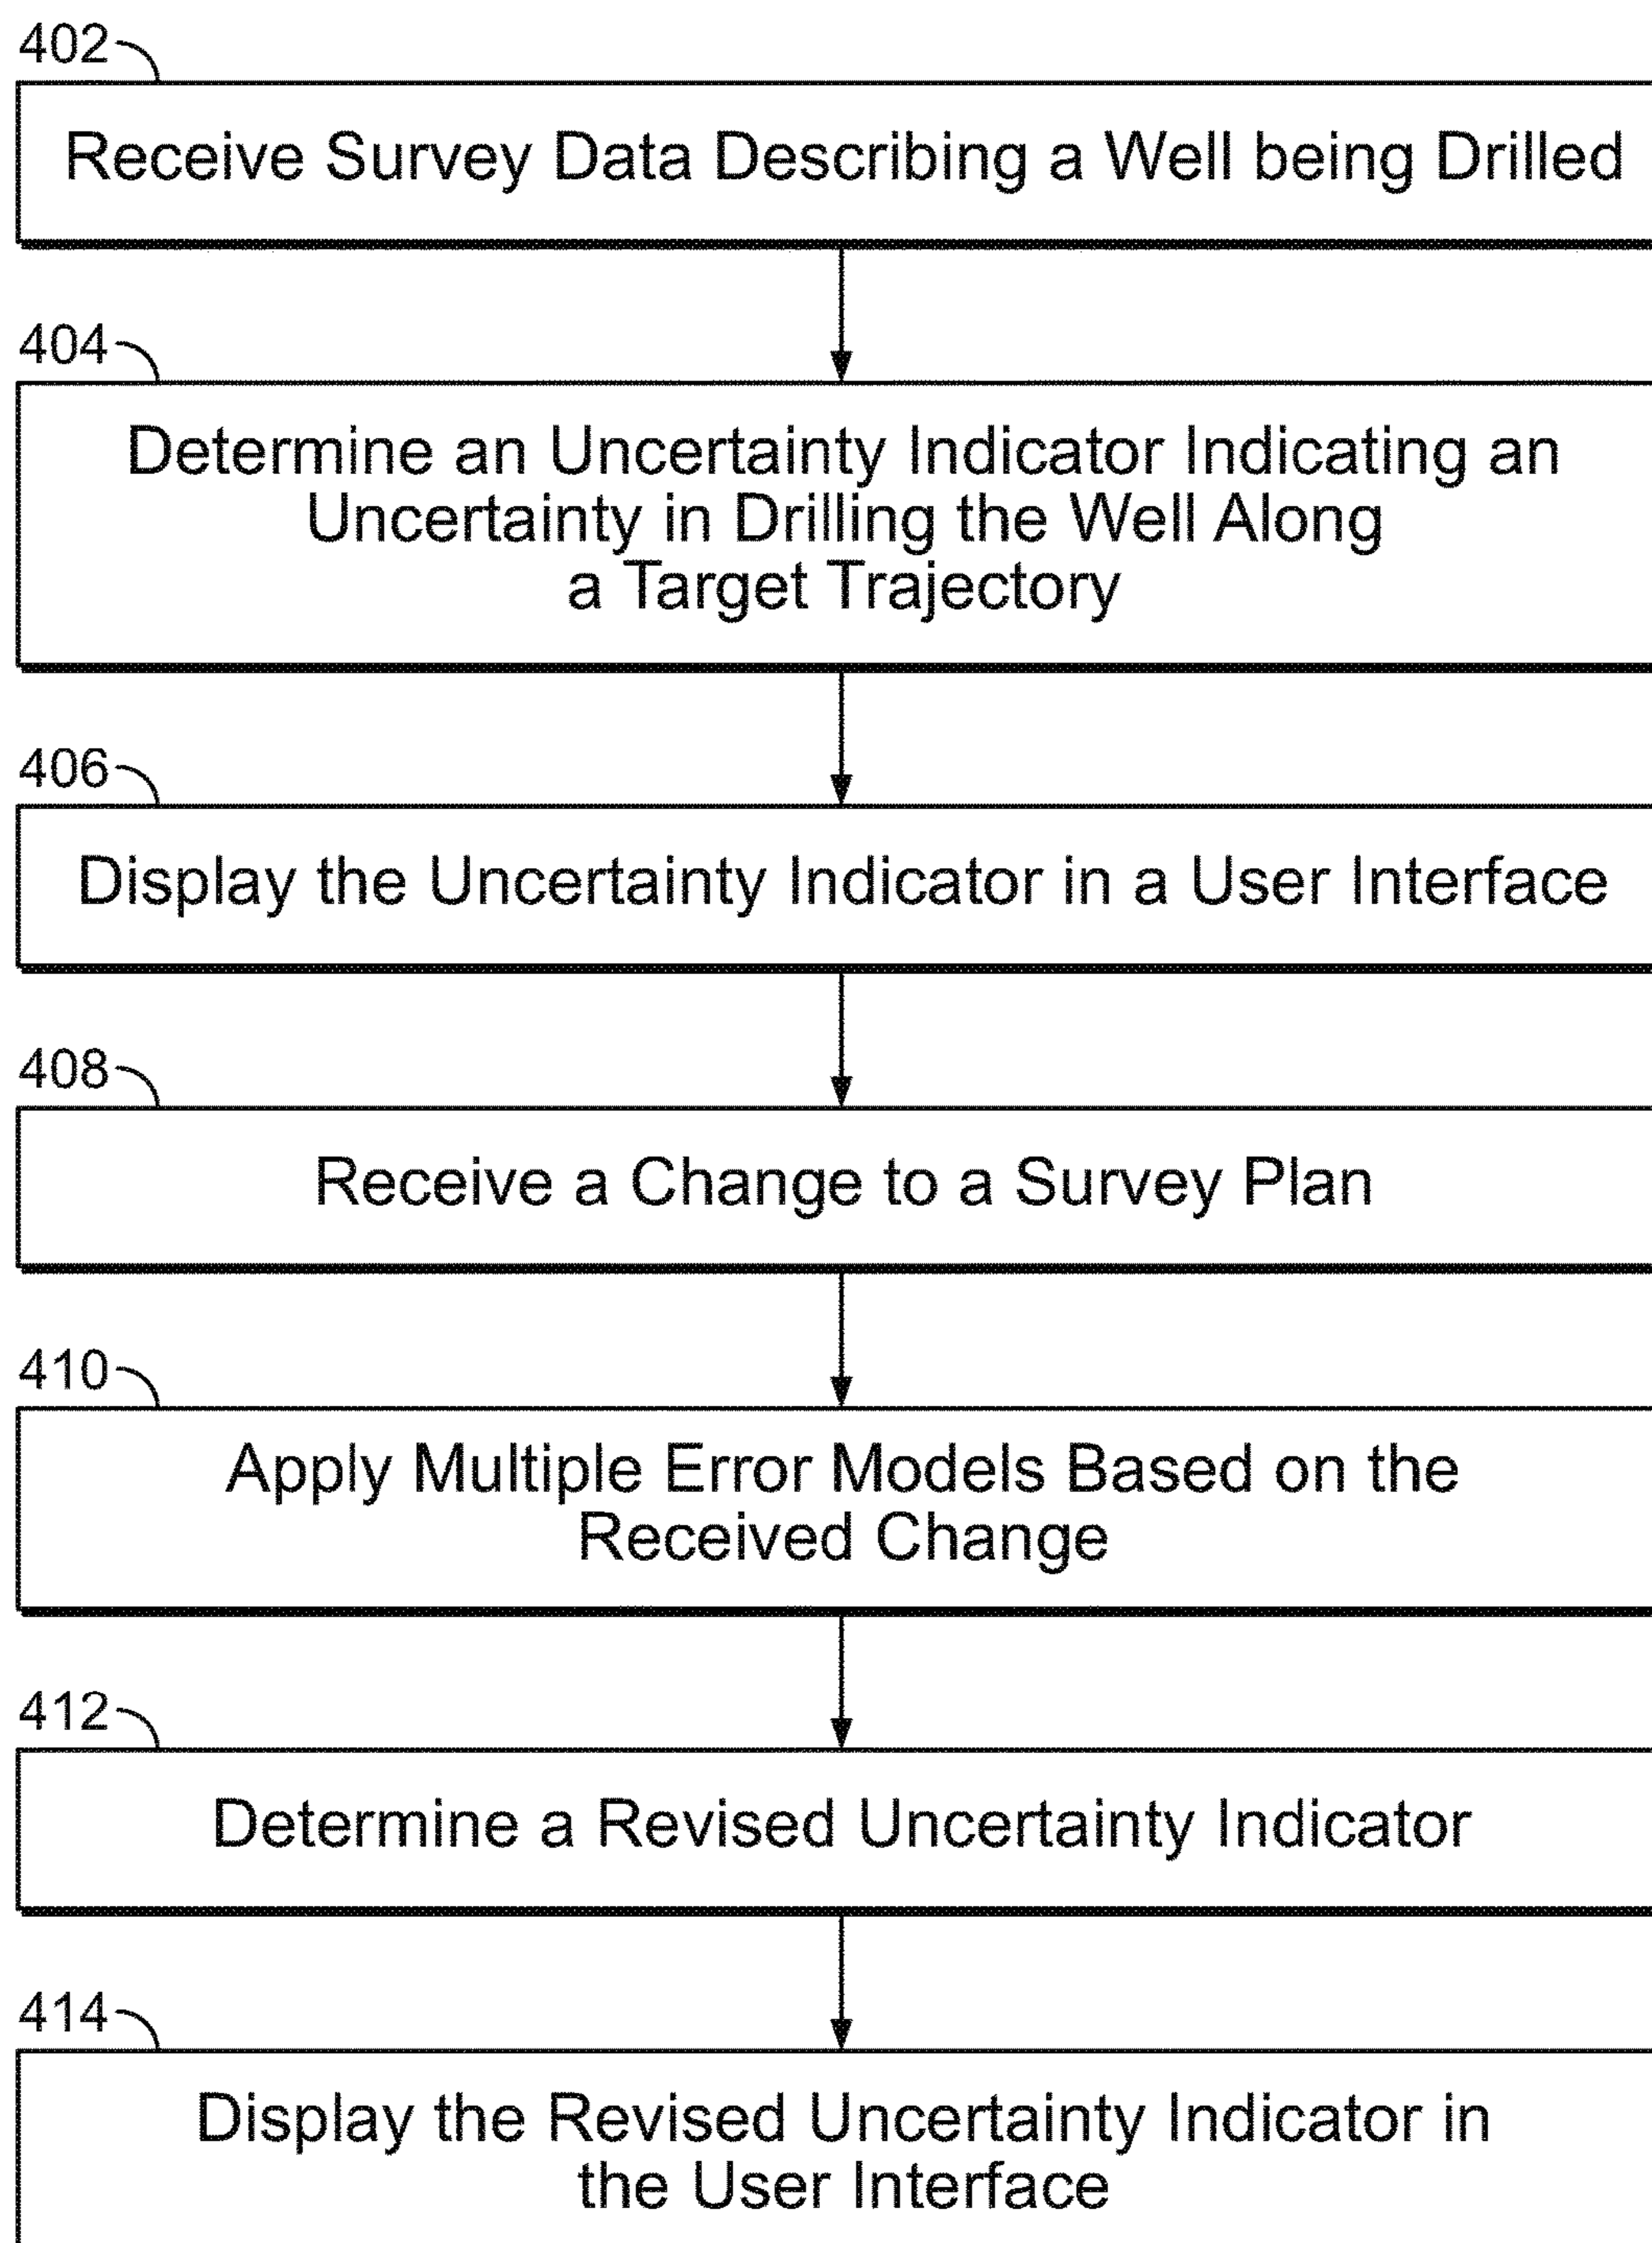 402
Receive Survey Data Describing a Well being Drilled
404
Determine an Uncertainty Indicator Indicating an
Uncertainty in Drilling the Well Along
a Target Trajectory
406
Display the Uncertainty Indicator in a User Interface
408
Receive a Change to a Survey Plan
410
Apply Multiple Error Models Based on the
Received Change
412
Determine a Revised Uncertainty Indicator
414
Display the Revised Uncertainty Indicator in
the User Interface